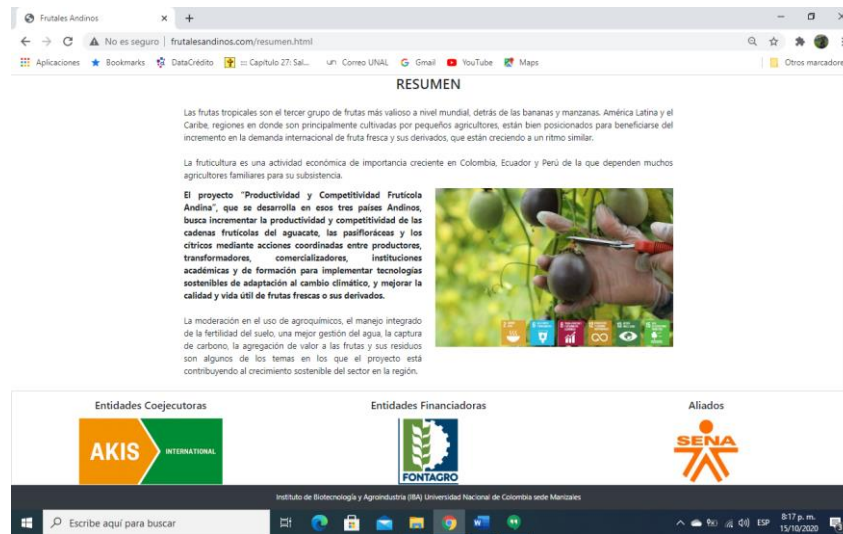 Frutales Andinos
No es seguro | frutalesandinos.com/resumen.html
Aplicaciones Bookmarks DataCrédito ::: Capítulo 27: Sal... Correo UNAL Gmail YouTube Maps Otros marcadores
RESUMEN
Las frutas tropicales son el tercer grupo de frutas más valioso a nivel mundial, detrás de las bananas y manzanas. América Latina y el
Caribe, regiones en donde son principalmente cultivadas por pequeños agricultores, están bien posicionados para beneficiarse del
incremento en la demanda internacional de fruta fresca y sus derivados, que están creciendo a un ritmo similar.
La fruticultura es una actividad económica de importancia creciente en Colombia, Ecuador y Perú de la que dependen muchos
agricultores familiares para su subsistencia.
El proyecto "Productividad y Competitividad Frutícola
Andina", que se desarrolla en esos tres países Andinos,
busca incrementar la productividad y competitividad de las
cadenas frutícolas del aguacate, las pasifloráceas y los
cítricos mediante acciones coordinadas entre productores,
transformadores, comercializadores, instituciones
académicas y de formación para implementar tecnologías
sostenibles de adaptación al cambio climático, y mejorar la
calidad y vida útil de frutas frescas o sus derivados.
La moderación en el uso de agroquímicos, el manejo integrado
de la fertilidad del suelo, una mejor gestión del agua, la captura
de carbono, la agregación de valor a las frutas y sus residuos
son algunos de los temas en los que el proyecto está
contribuyendo al crecimiento sostenible del sector en la región.
Entidades Coejecutoras Entidades Financiadoras Aliados
AKIS INTERNATIONAL
FONTAGRO
SENA
Instituto de Biotecnología y Agroindustria (IBA) Universidad Nacional de Colombia sede Manizales
Escribe aquí para buscar
ESP 8:17 p. m.
15/10/2020